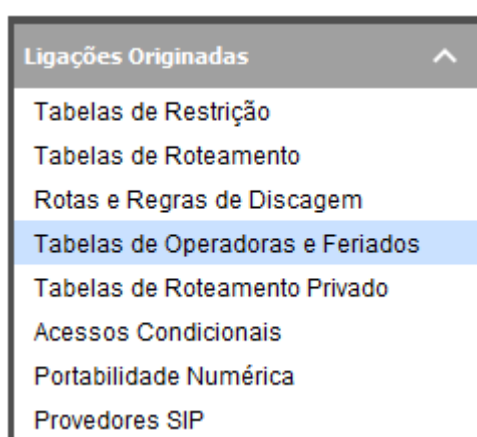 Ligações Originadas
Tabelas de Restrição
Tabelas de Roteamento
Rotas e Regras de Discagem
Tabelas de Operadoras e Feriados
Tabelas de Roteamento Privado
Acessos Condicionais
Portabilidade Numérica
Provedores SIP